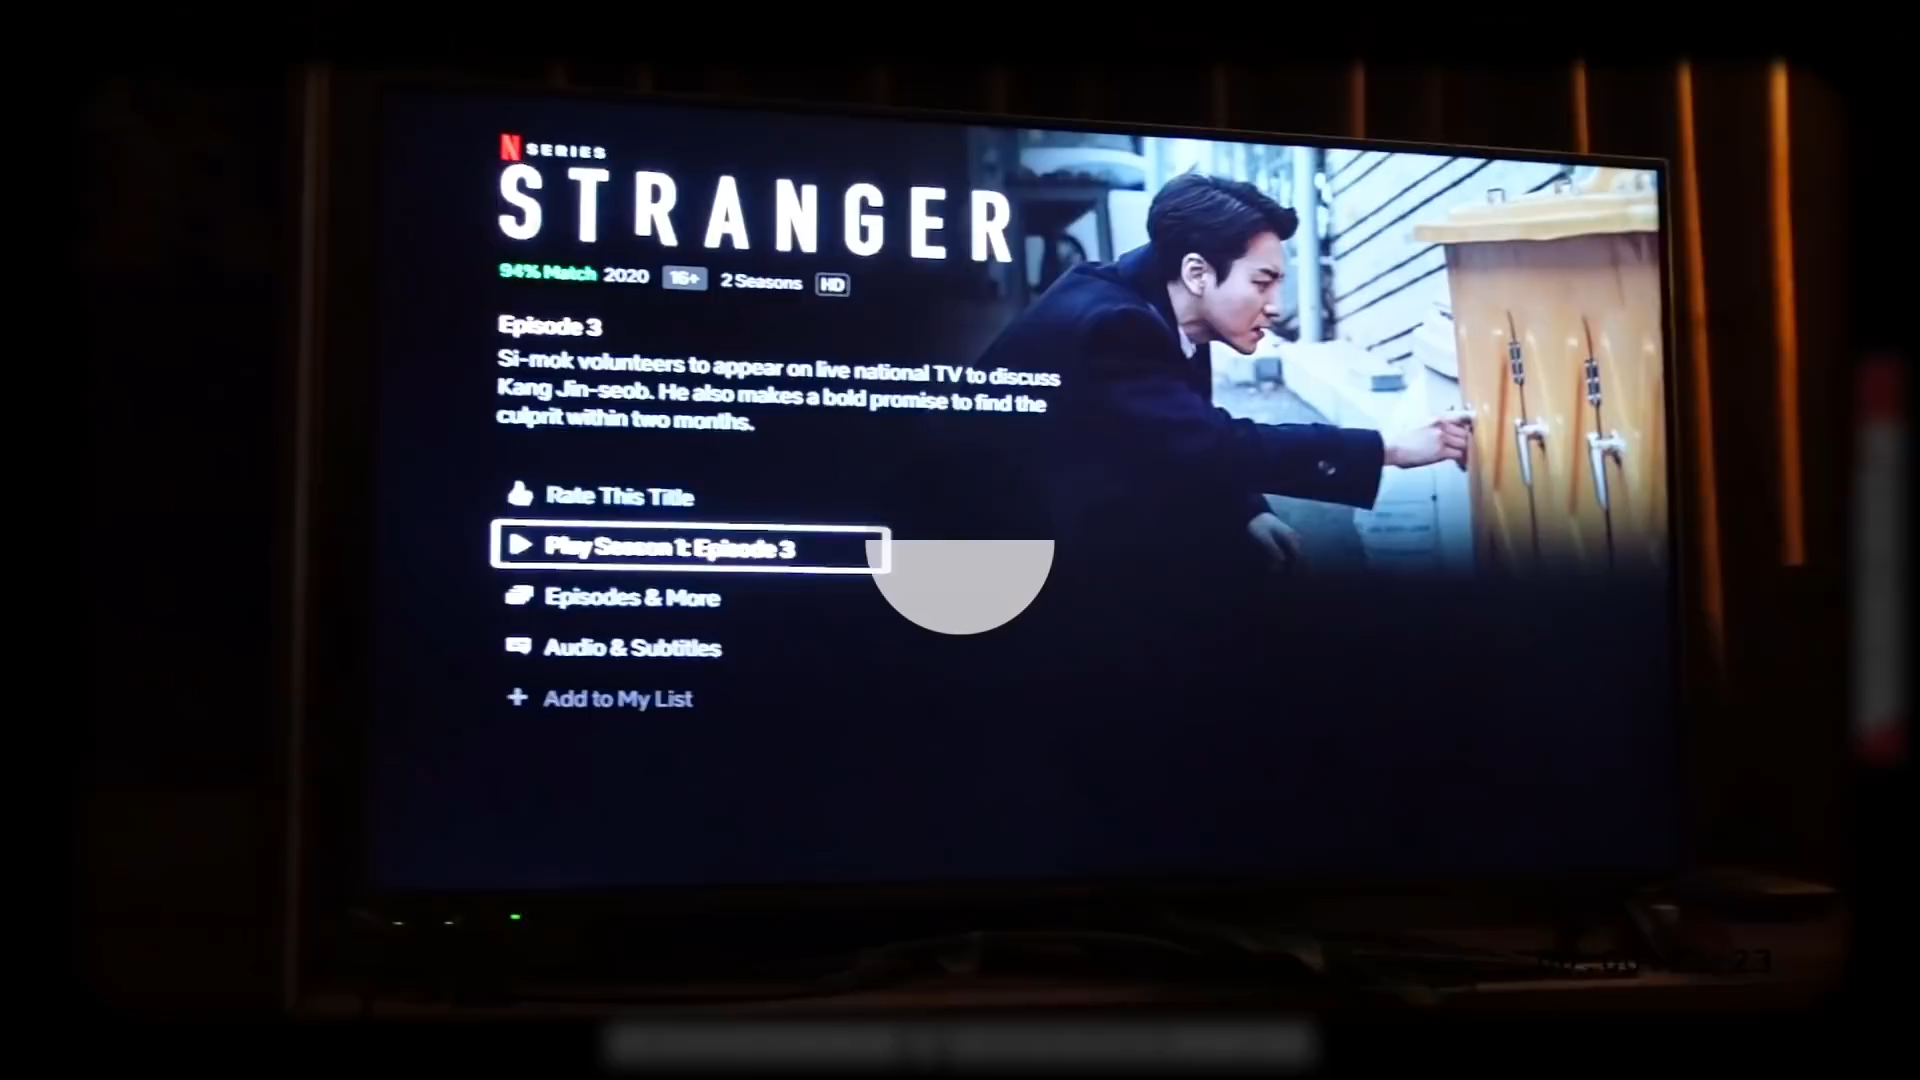 N SERIES
STRANGER
94% Match 2020 16+ 2 Seasons HD
Episode 3
Si-mok volunteers to appear on live national TV to discuss
Kang Jin-seob. He also makes a bold promise to find the
culprit within two months.
Rate This Title
Play Season 1: Episode 3
Episodes & More
Audio & Subtitles
+ Add to My List